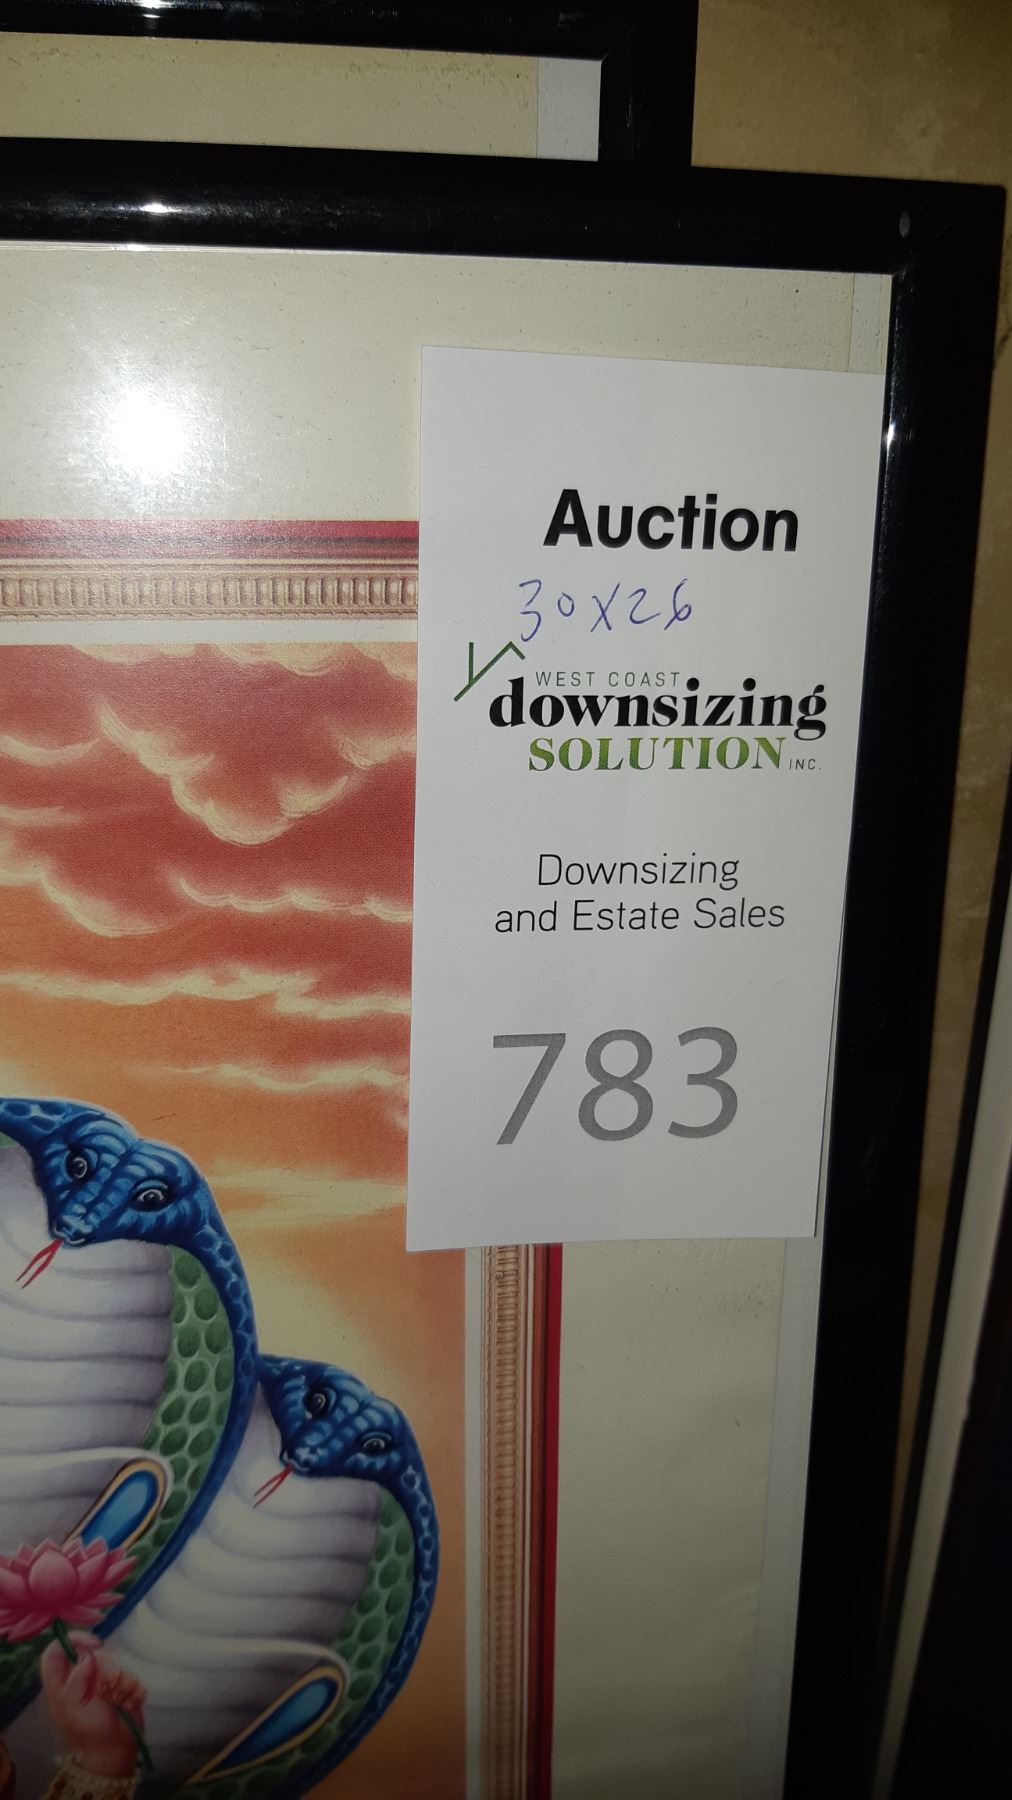 Auction
30x26
WEST COAST
downsizing
SOLUTION INC.
Downsizing
and Estate Sales
783